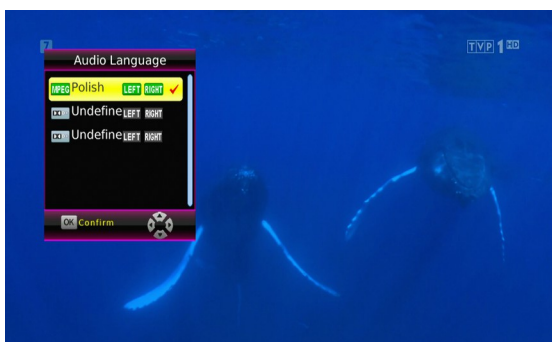 7
TVP 1 HD
Audio Language
MPEG Polish LEFT RIGHT
Undefine LEFT RIGHT
Undefine LEFT RIGHT
OK Confirm